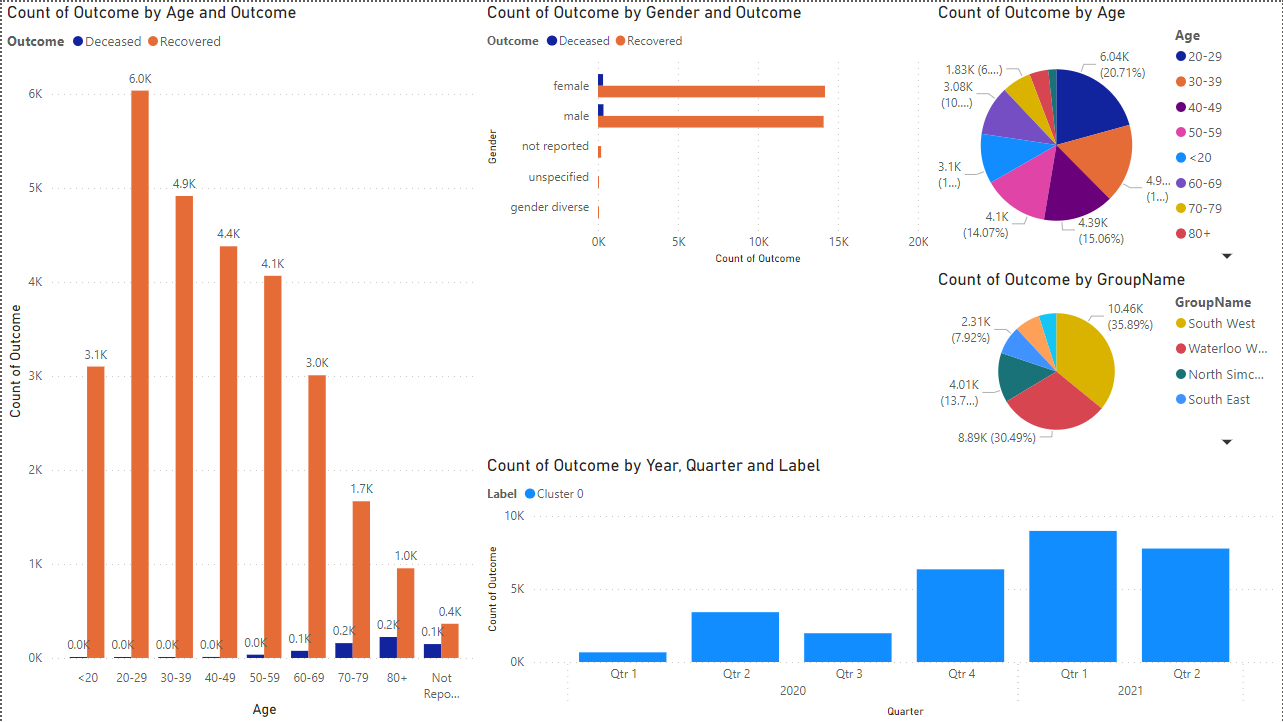 Count of Outcome by Age and Outcome
Outcome Deceased Recovered
Count of Outcome
6K
5K
4K
3K
2K
1K
0K
0.0K
3.1K
0.0K
6.0K
0.0K
4.9K
0.0K
4.4K
0.0K
4.1K
0.1K
3.0K
0.2K
1.7K
0.2K
1.0K
0.1K
0.4K
<20
20-29
30-39
40-49
50-59
60-69
70-79
80+
Not
Repo...
Age
Count of Outcome by Gender and Outcome
Outcome Deceased Recovered
Gender
female
male
not reported
unspecified
gender diverse
0K
5K
10K
15K
20K
Count of Outcome
Count of Outcome by Age
6.04K
(20.71%)
4.9...
(1...)
4.39K
(15.06%)
4.1K
(14.07%)
3.1K
(1...)
3.08K
(10...)
1.83K (6....)
Age
20-29
30-39
40-49
50-59
<20
60-69
70-79
80+
Count of Outcome by GroupName
10.46K
(35.89%)
8.89K (30.49%)
4.01K
(13.7...)
2.31K
(7.92%)
GroupName
South West
Waterloo W...
North Simc...
South East
Count of Outcome by Year, Quarter and Label
Label Cluster 0
Count of Outcome
10K
5K
0K
Qtr 1
Qtr 2
Qtr 3
Qtr 4
Qtr 1
Qtr 2
2020
2021
Quarter